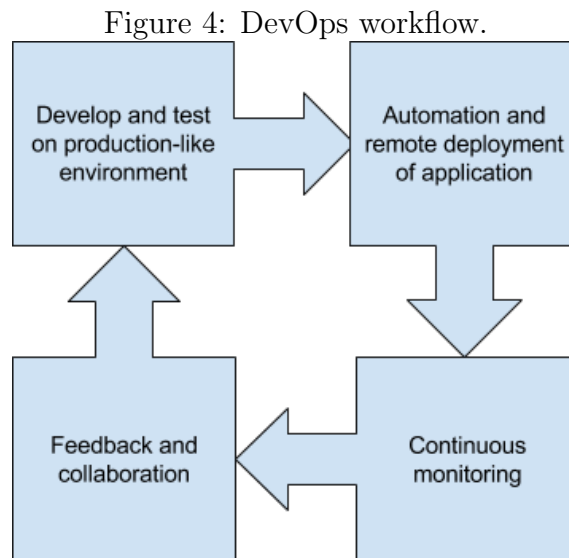 Figure 4: DevOps workflow.
Develop and test
on production-like
environment
Automation and
remote deployment
of application
Feedback and
collaboration
Continuous
monitoring